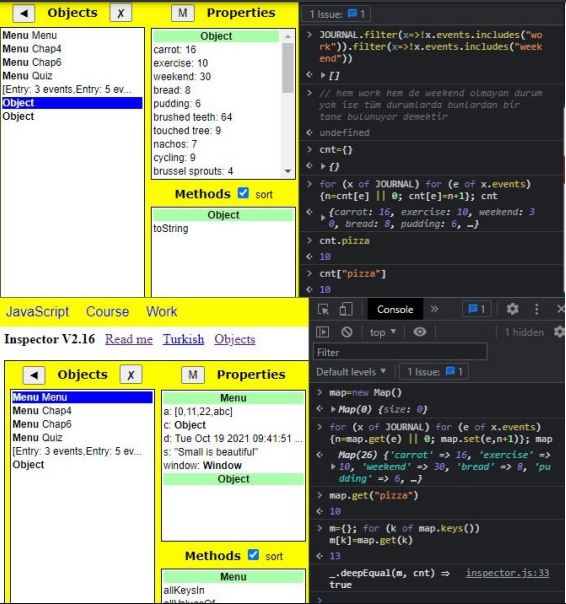 ◄ Objects ✗
M Properties
Menu Menu
Menu Chap4
Menu Chap6
Menu Quiz
[Entry: 3 events,Entry: 5 ev...
Object
Object
Object
carrot: 16
exercise: 10
weekend: 30
bread: 8
pudding: 6
brushed teeth: 64
touched tree: 9
nachos: 7
cycling: 9
brussel sprouts: 4
Methods sort
Object
toString
1 Issue: 1
> JOURNAL.filter(x=>!x.events.includes("wo
rk")).filter(x=>!x.events.includes("week
end"))
<· ▸[]
> // hem work hem de weekend olmayan durum
yok ise tüm durumlarda bunlardan bir
tane bulunuyor demektir
<· undefined
> cnt={}
<· ▸{}
> for (x of JOURNAL) for (e of x.events)
{n=cnt[e] || 0; cnt[e]=n+1}; cnt
<· {carrot: 16, exercise: 10, weekend: 3
▸0, bread: 8, pudding: 6, …}
> cnt.pizza
<· 10
> cnt["pizza"]
<· 10
JavaScript Course Work
Inspector V2.16 Read me Turkish Objects
◄ Objects ✗
M Properties
Menu Menu
Menu Chap4
Menu Chap6
Menu Quiz
[Entry: 3 events,Entry: 5 ev...
Object
Menu
a: [0,11,22,abc]
c: Object
d: Tue Oct 19 2021 09:41:51 ...
s: "Small is beautiful"
window: Window
Object
Methods sort
Menu
allKeysIn
allValuesOf
Console » 1
top ▼ 1 hidden
Filter
Default levels ▼ 1 Issue: 1
> map=new Map()
<· ▸Map(0) {size: 0}
> for (x of JOURNAL) for (e of x.events)
{n=map.get(e) || 0; map.set(e,n+1)}; map
<· Map(26) {'carrot' => 16, 'exercise' =>
▸10, 'weekend' => 30, 'bread' => 8, 'pu
dding' => 6, …}
> map.get("pizza")
<· 10
> m={}; for (k of map.keys())
m[k]=map.get(k)
<· 13
_.deepEqual(m, cnt) ⇒ inspector.js:33
true
>